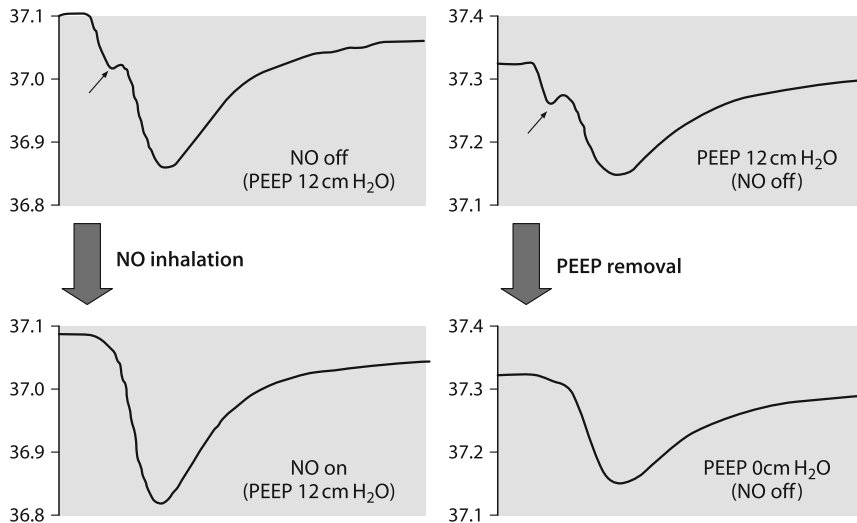 37.1
37.0
36.9
36.8
NO off
(PEEP 12 cm H₂O)
37.4
37.3
37.2
37.1
PEEP 12 cm H₂O
(NO off)
NO inhalation
PEEP removal
37.1
37.0
36.9
36.8
NO on
(PEEP 12 cm H₂O)
37.4
37.3
37.2
37.1
PEEP 0cm H₂O
(NO off)